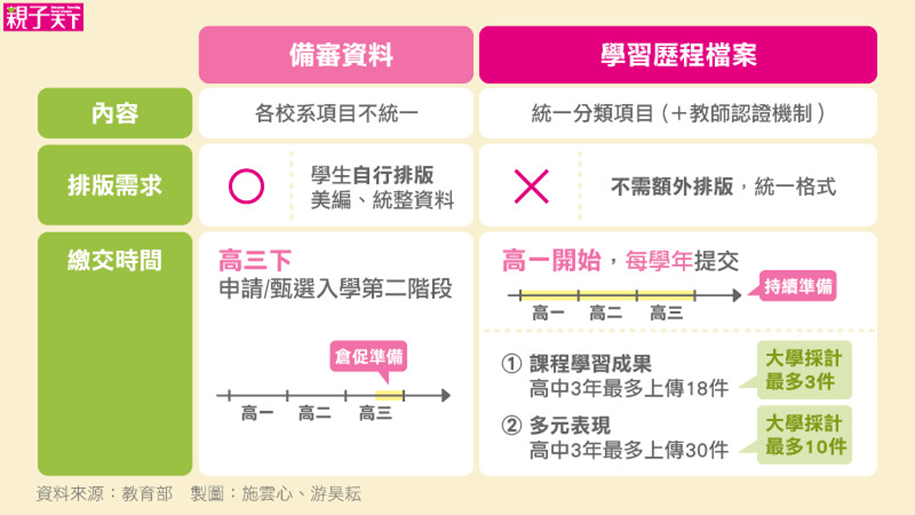 親子天下
備審資料
學習歷程檔案
內容
各校系項目不統一
統一分類項目(＋教師認證機制)
排版需求
學生自行排版
美編、統整資料
不需額外排版，統一格式
繳交時間
高三下
申請/甄選入學第二階段
倉促準備
高一 高二 高三
高一開始，每學年提交
持續準備
高一 高二 高三
① 課程學習成果
高中3年最多上傳18件
大學採計
最多3件
② 多元表現
高中3年最多上傳30件
大學採計
最多10件
資料來源：教育部 製圖：施雲心、游昊耘